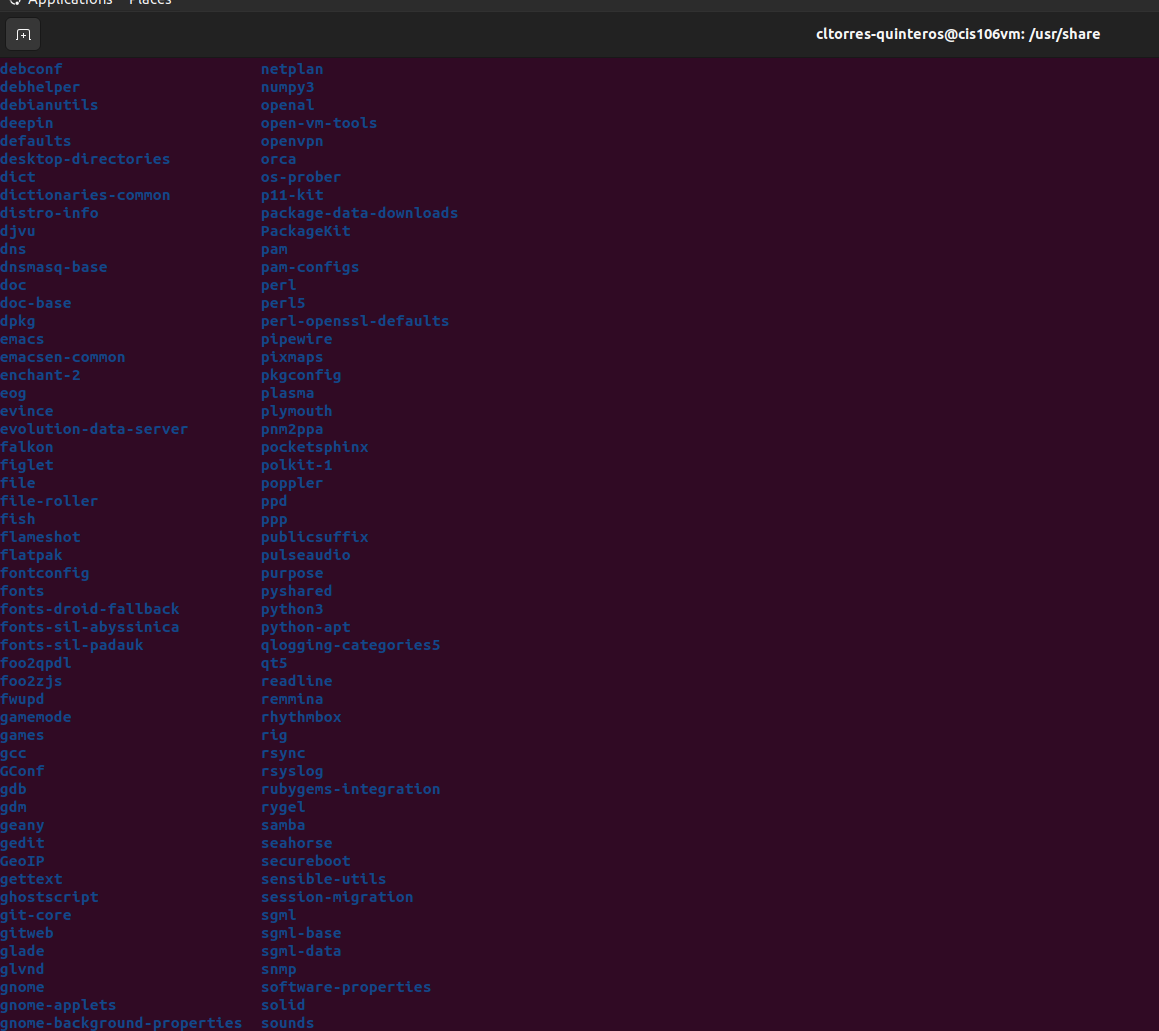 Applications Places
cltorres-quinteros@cis106vm: /usr/share
debconf netplan
debhelper numpy3
debianutils openal
deepin open-vm-tools
defaults openvpn
desktop-directories orca
dict os-prober
dictionaries-common p11-kit
distro-info package-data-downloads
djvu PackageKit
dns pam
dnsmasq-base pam-configs
doc perl
doc-base perl5
dpkg perl-openssl-defaults
emacs pipewire
emacsen-common pixmaps
enchant-2 pkgconfig
eog plasma
evince plymouth
evolution-data-server pnm2ppa
falkon pocketsphinx
figlet polkit-1
file poppler
file-roller ppd
fish ppp
flameshot publicsuffix
flatpak pulseaudio
fontconfig purpose
fonts pyshared
fonts-droid-fallback python3
fonts-sil-abyssinica python-apt
fonts-sil-padauk qlogging-categories5
foo2qpdl qt5
foo2zjs readline
fwupd remmina
gamemode rhythmbox
games rig
gcc rsync
GConf rsyslog
gdb rubygems-integration
gdm rygel
geany samba
gedit seahorse
GeoIP secureboot
gettext sensible-utils
ghostscript session-migration
git-core sgml
gitweb sgml-base
glade sgml-data
glvnd snmp
gnome software-properties
gnome-applets solid
gnome-background-properties sounds